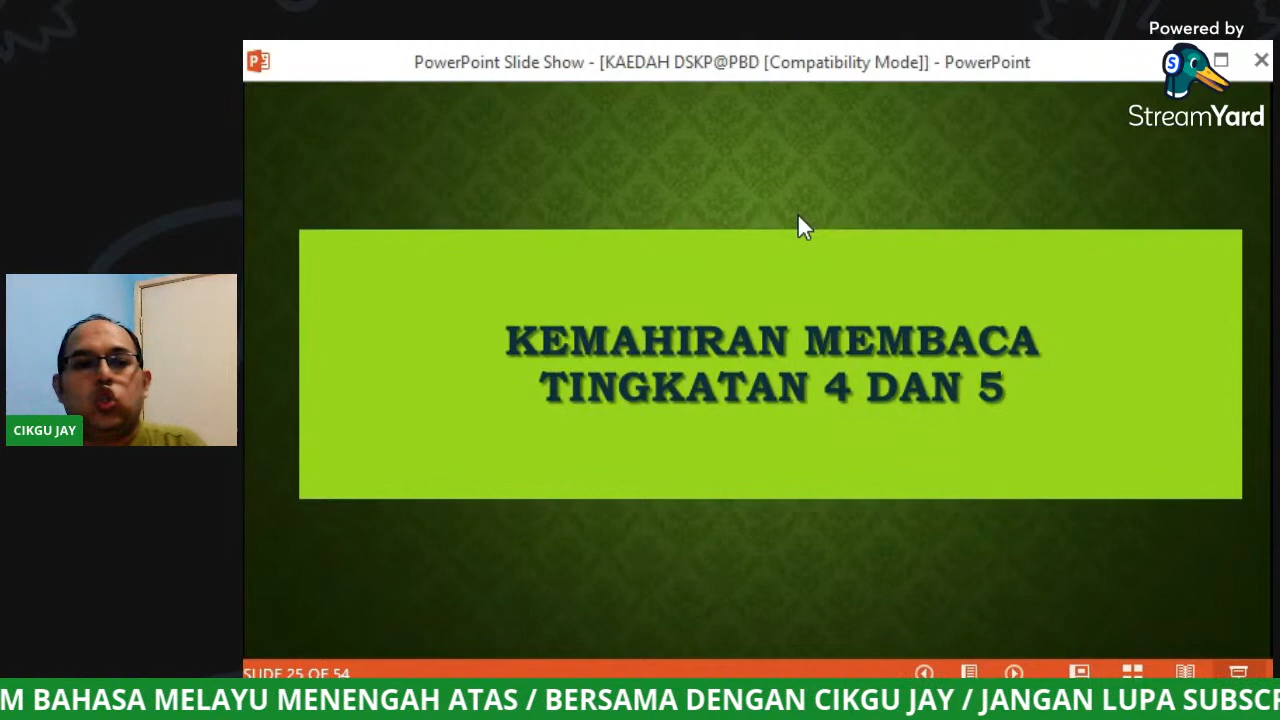 Powered by
StreamYard
PowerPoint Slide Show - [KAEDAH DSKP@PBD [Compatibility Mode]] - PowerPoint
KEMAHIRAN MEMBACA
TINGKATAN 4 DAN 5
CIKGU JAY
SLIDE 25 OF 54
M BAHASA MELAYU MENENGAH ATAS / BERSAMA DENGAN CIKGU JAY / JANGAN LUPA SUBSC